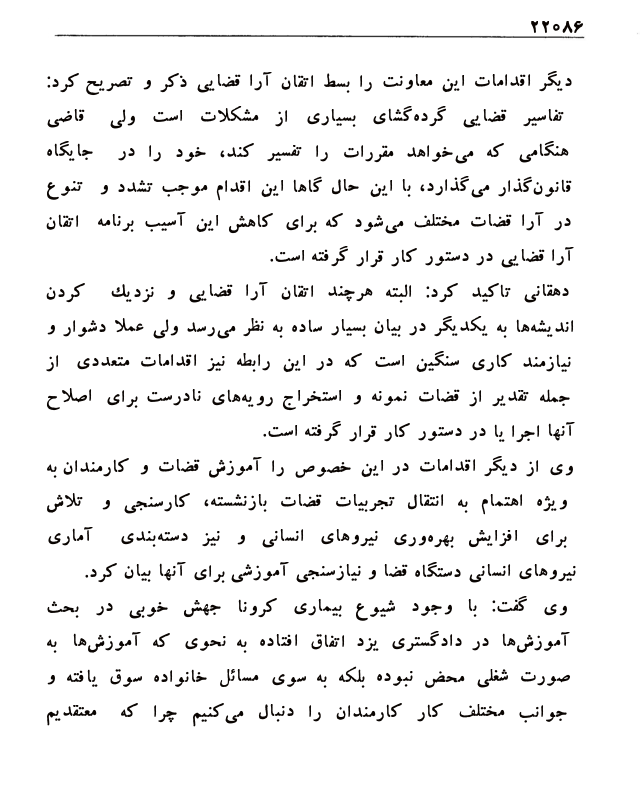 ۲۲۰۸۶
دیگر اقدامات این معاونت را بسط اتقان آرا قضایی ذکر و تصریح کرد:
تفاسیر قضایی گرده‌گشای بسیاری از مشکلات است ولی قاضی
هنگامی که می‌خواهد مقررات را تفسیر کند، خود را در جایگاه
قانون‌گذار می‌گذارد، با این حال گاها این اقدام موجب تشدد و تنوع
در آرا قضات مختلف می‌شود که برای کاهش این آسیب برنامه اتقان
آرا قضایی در دستور کار قرار گرفته است.
دهقانی تاکید کرد: البته هرچند اتقان آرا قضایی و نزدیك کردن
اندیشه‌ها به یکدیگر در بیان بسیار ساده به نظر می‌رسد ولی عملا دشوار و
نیازمند کاری سنگین است که در این رابطه نیز اقدامات متعددی از
جمله تقدیر از قضات نمونه و استخراج رویه‌های نادرست برای اصلاح
آنها اجرا یا در دستور کار قرار گرفته است.
وی از دیگر اقدامات در این خصوص را آموزش قضات و کارمندان به
ویژه اهتمام به انتقال تجربیات قضات بازنشسته، کارسنجی و تلاش
برای افزایش بهره‌وری نیروهای انسانی و نیز دسته‌بندی آماری
نیروهای انسانی دستگاه قضا و نیازسنجی آموزشی برای آنها بیان کرد.
وی گفت: با وجود شیوع بیماری کرونا جهش خوبی در بحث
آموزش‌ها در دادگستری یزد اتفاق افتاده به نحوی که آموزش‌ها به
صورت شغلی محض نبوده بلکه به سوی مسائل خانواده سوق یافته و
جوانب مختلف کار کارمندان را دنبال می‌کنیم چرا که معتقدیم